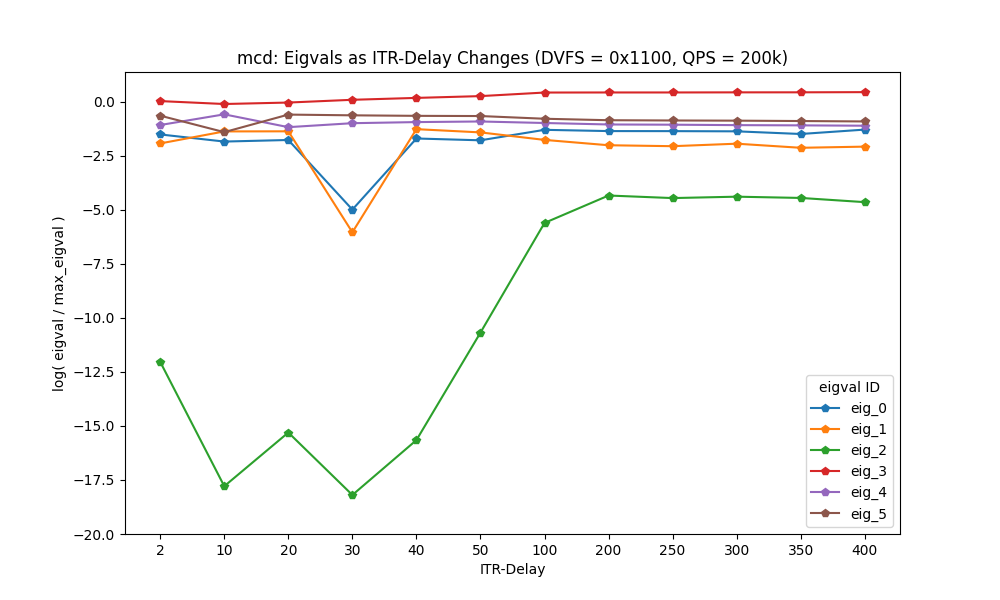 mcd: Eigvals as ITR-Delay Changes (DVFS = 0x1100, QPS = 200k)
log( eigval / max_eigval )
0.0
−2.5
−5.0
−7.5
−10.0
−12.5
−15.0
−17.5
−20.0
eigval ID
eig_0
eig_1
eig_2
eig_3
eig_4
eig_5
2 10 20 30 40 50 100 200 250 300 350 400
ITR-Delay